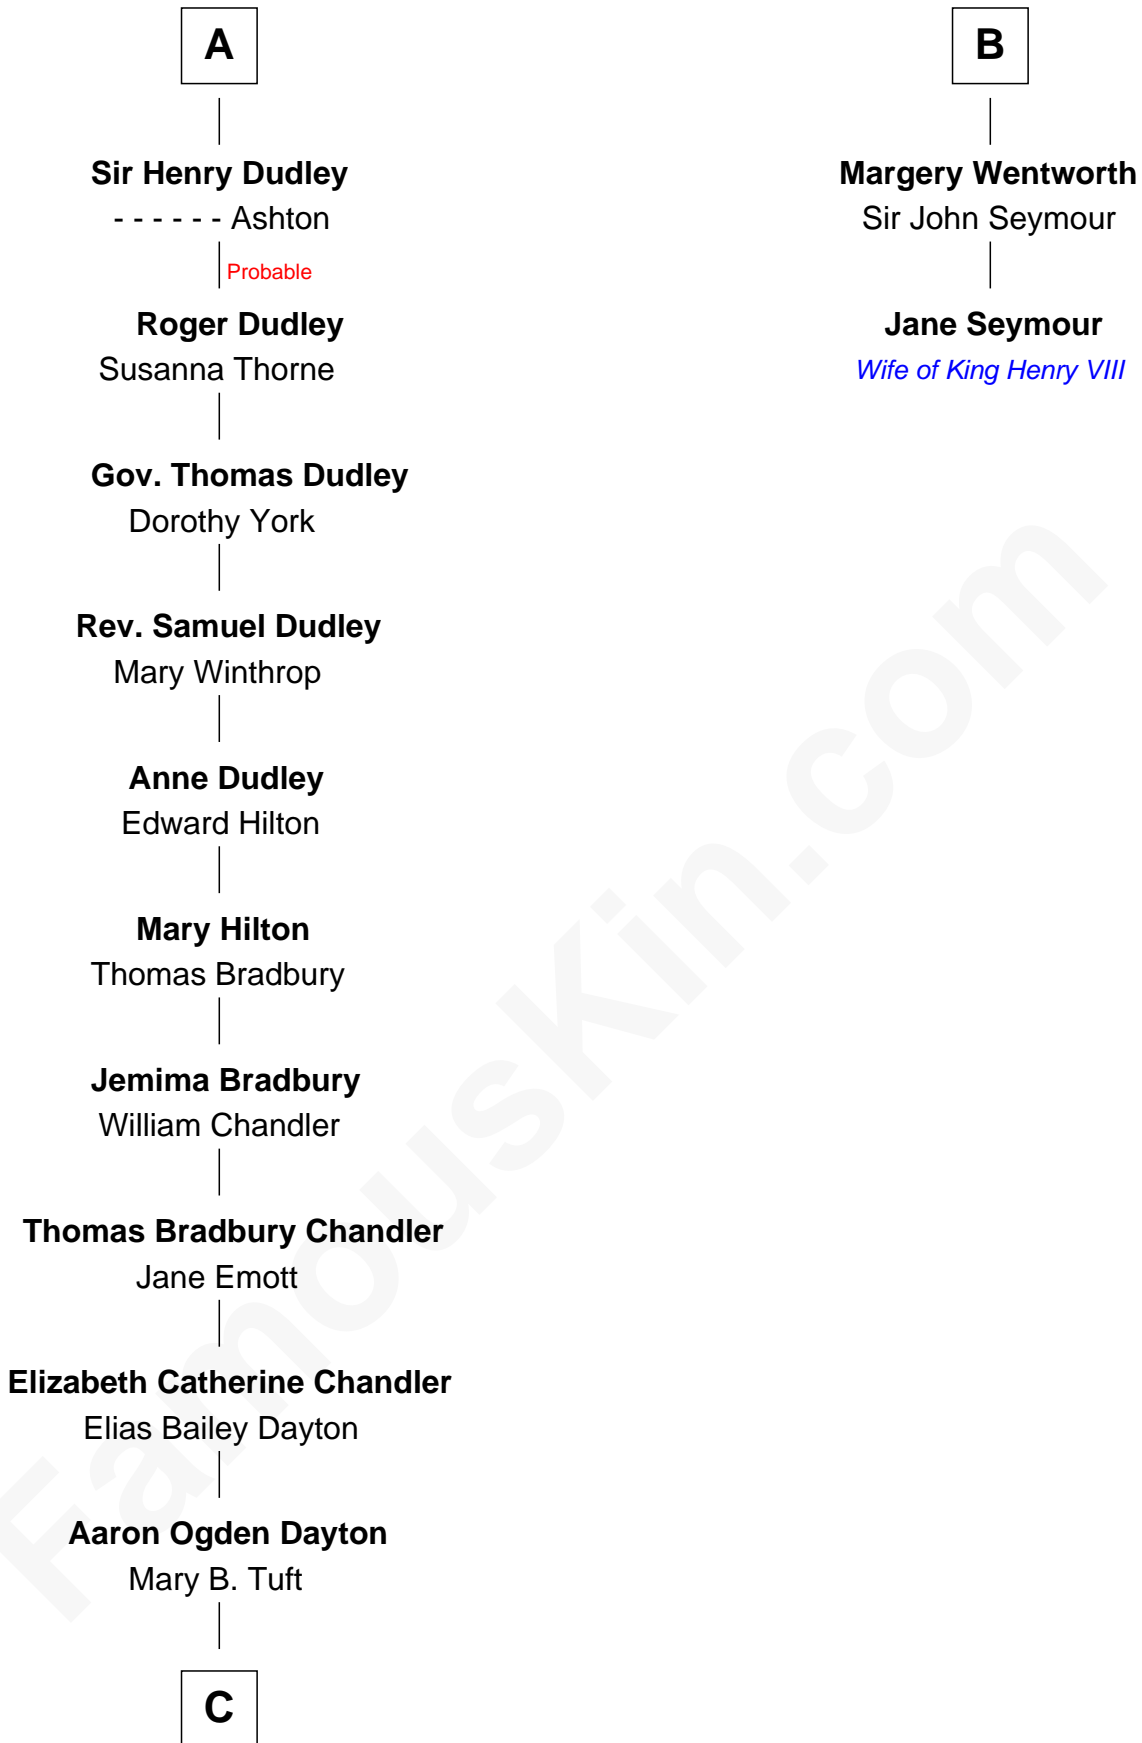 A
Sir Henry Dudley
- - - - - - Ashton
Probable
Roger Dudley
Susanna Thorne
Gov. Thomas Dudley
Dorothy York
Rev. Samuel Dudley
Mary Winthrop
Anne Dudley
Edward Hilton
Mary Hilton
Thomas Bradbury
Jemima Bradbury
William Chandler
Thomas Bradbury Chandler
Jane Emott
Elizabeth Catherine Chandler
Elias Bailey Dayton
Aaron Ogden Dayton
Mary B. Tuft
C
B
Margery Wentworth
Sir John Seymour
Jane Seymour
Wife of King Henry VIII
FamousKin.com